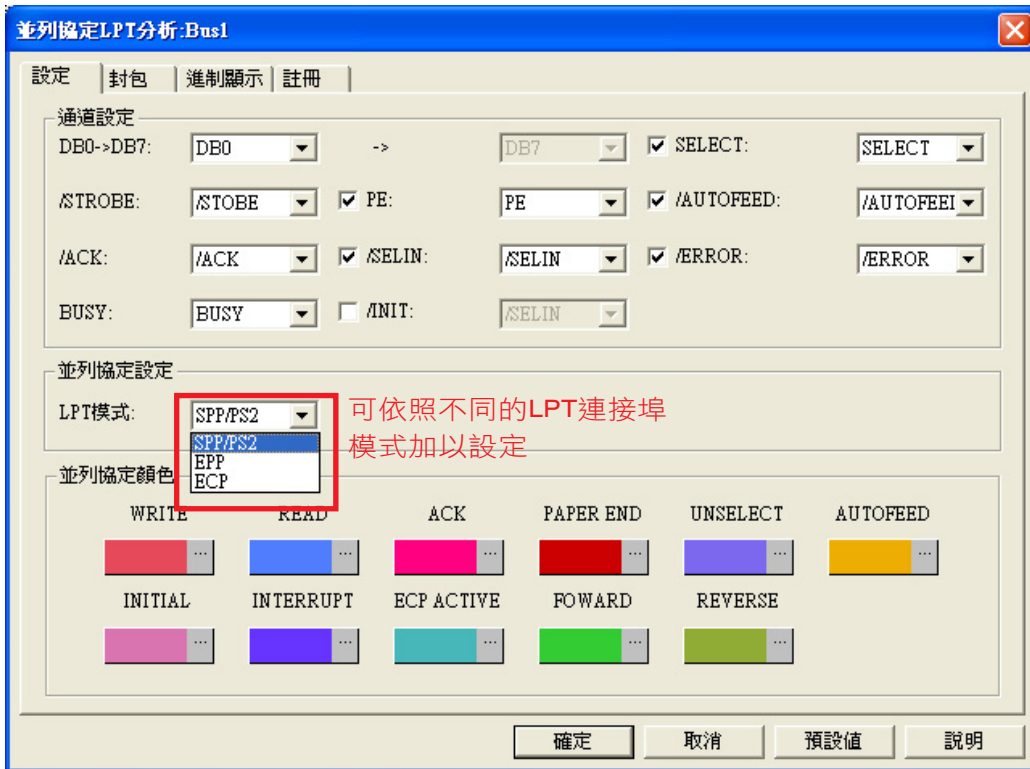 並列協定LPT分析:Bus1
設定 封包 進制顯示 註冊
通道設定
DB0->DB7: DB0 -> DB7 SELECT: SELECT
/STROBE: /STOBE PE: PE /AUTOFEED: /AUTOFEEI
/ACK: /ACK /SELIN: /SELIN /ERROR: /ERROR
BUSY: BUSY /INIT: /SELIN
並列協定設定
LPT模式: SPP/PS2 可依照不同的LPT連接埠
SPP/PS2 模式加以設定
EPP
ECP
並列協定顏色
WRITE READ ACK PAPER END UNSELECT AUTOFEED
... ... ... ... ... ...
INITIAL INTERRUPT ECP ACTIVE FOWARD REVERSE
... ... ... ... ...
確定 取消 預設値 說明